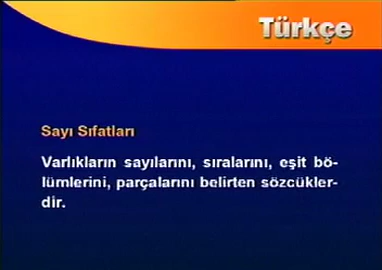 Türkçe
Sayı Sıfatları
Varlıkların sayılarını, sıralarını, eşit bö-
lümlerini, parçalarını belirten sözcükler-
dir.